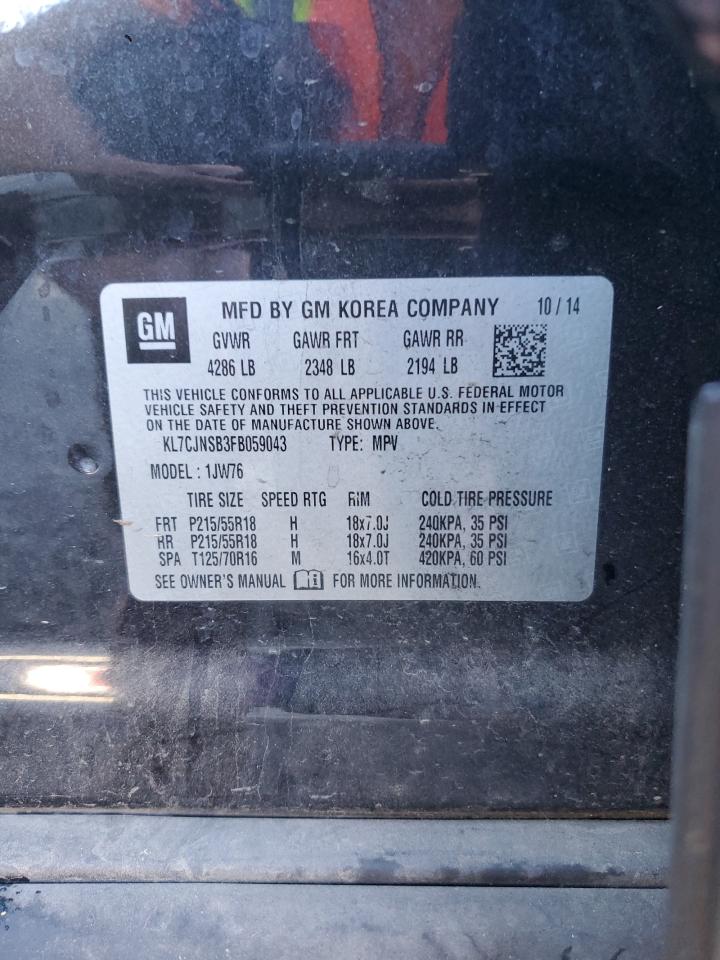 GM MFD BY GM KOREA COMPANY 10/14
GVWR GAWR FRT GAWR RR
4286 LB 2348 LB 2194 LB
THIS VEHICLE CONFORMS TO ALL APPLICABLE U.S. FEDERAL MOTOR
VEHICLE SAFETY AND THEFT PREVENTION STANDARDS IN EFFECT
ON THE DATE OF MANUFACTURE SHOWN ABOVE.
KL7CJNSB3FB059043 TYPE: MPV
MODEL : 1JW76
TIRE SIZE SPEED RTG RIM COLD TIRE PRESSURE
FRT P215/55R18 H 18x7.0J 240KPA, 35 PSI
RR P215/55R18 H 18x7.0J 240KPA, 35 PSI
SPA T125/70R16 M 16x4.0T 420KPA, 60 PSI
SEE OWNER'S MANUAL FOR MORE INFORMATION.